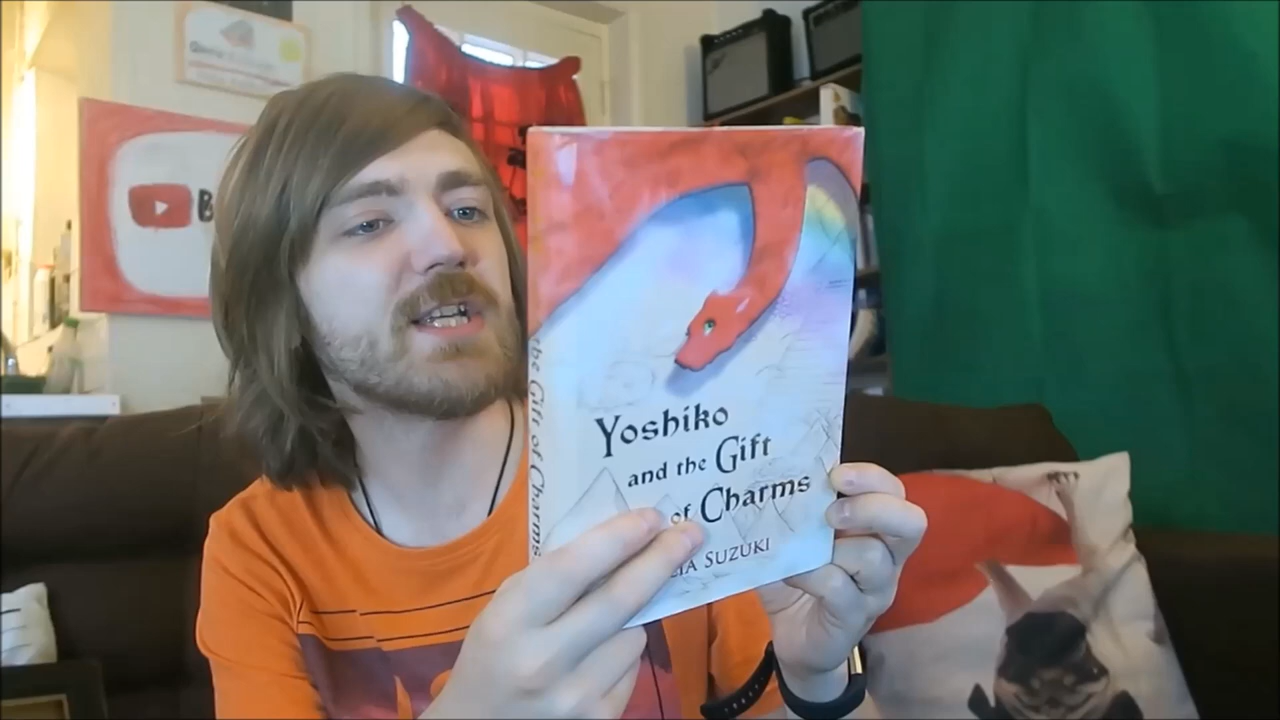 B
the Gift of Charms
Yoshiko
and the Gift
of Charms
SUZUKI